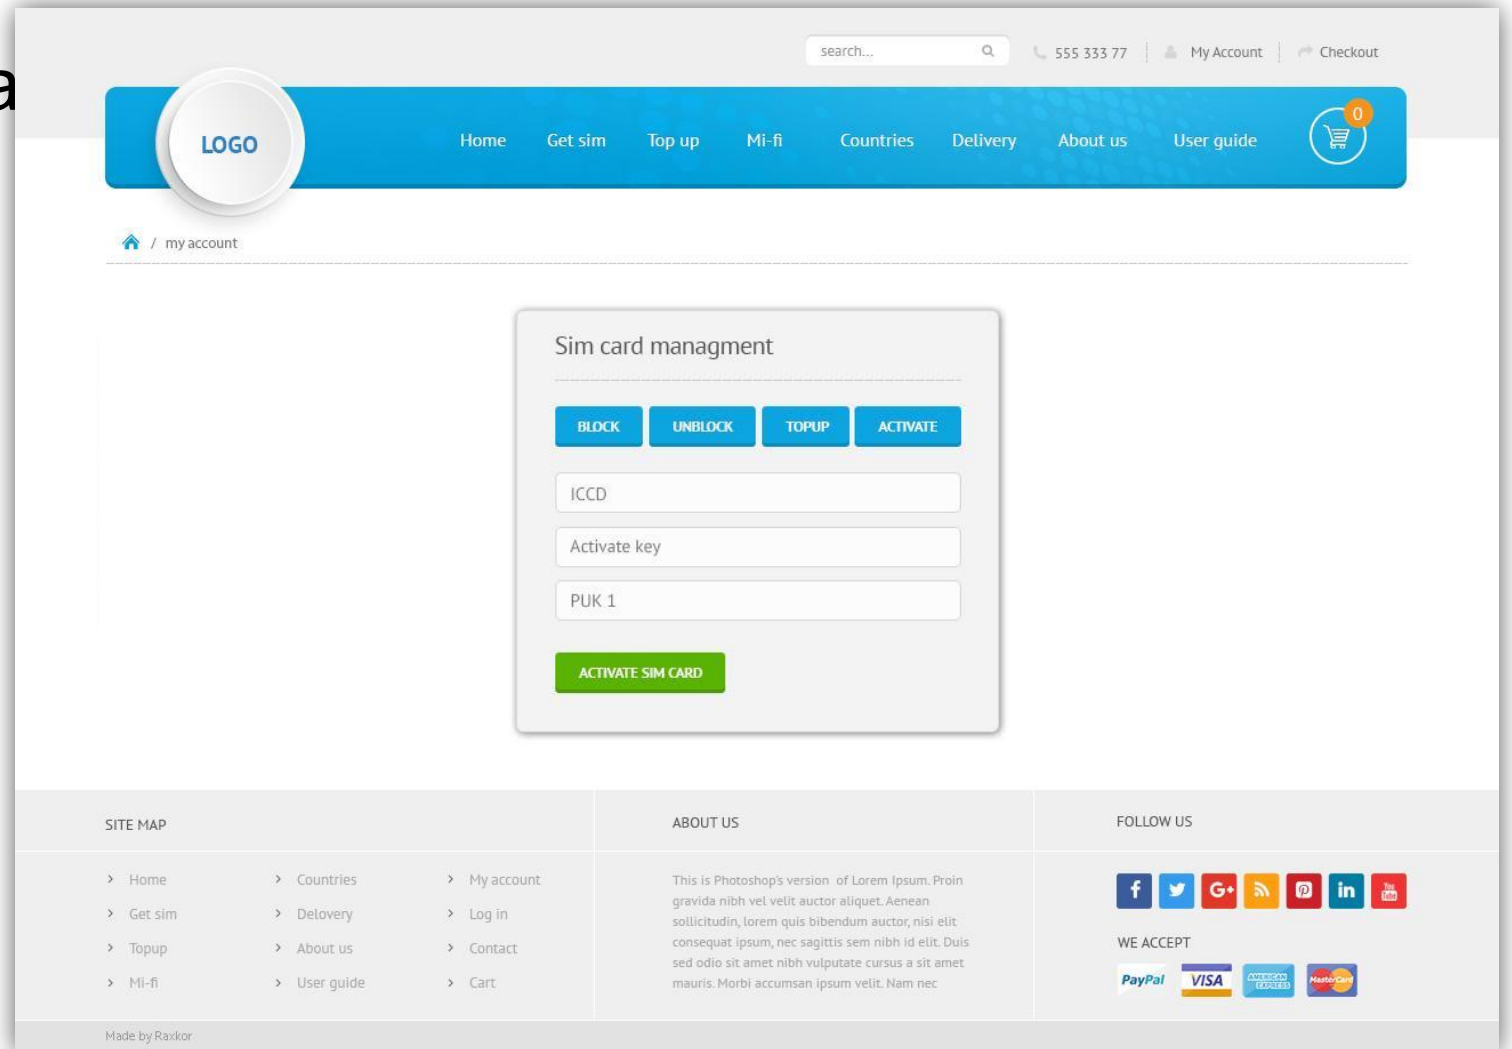 search...
555 333 77
My Account
Checkout
a
LOGO
Home
Get sim
Top up
Mi-fi
Countries
Delivery
About us
User guide
0
/ my account
Sim card managment
BLOCK
UNBLOCK
TOPUP
ACTIVATE
ICCD
Activate key
PUK 1
ACTIVATE SIM CARD
SITE MAP
> Home
> Get sim
> Topup
> Mi-fi
> Countries
> Delovery
> About us
> User guide
> My account
> Log in
> Contact
> Cart
ABOUT US
This is Photoshop's version of Lorem Ipsum. Proin
gravida nibh vel velit auctor aliquet. Aenean
sollicitudin, lorem quis bibendum auctor, nisi elit
consequat ipsum, nec sagittis sem nibh id elit. Duis
sed odio sit amet nibh vulputate cursus a sit amet
mauris. Morbi accumsan ipsum velit. Nam nec
FOLLOW US
f
G+
in
You Tube
WE ACCEPT
PayPal
VISA
AMERICAN EXPRESS
MasterCard
Made by Raxkor